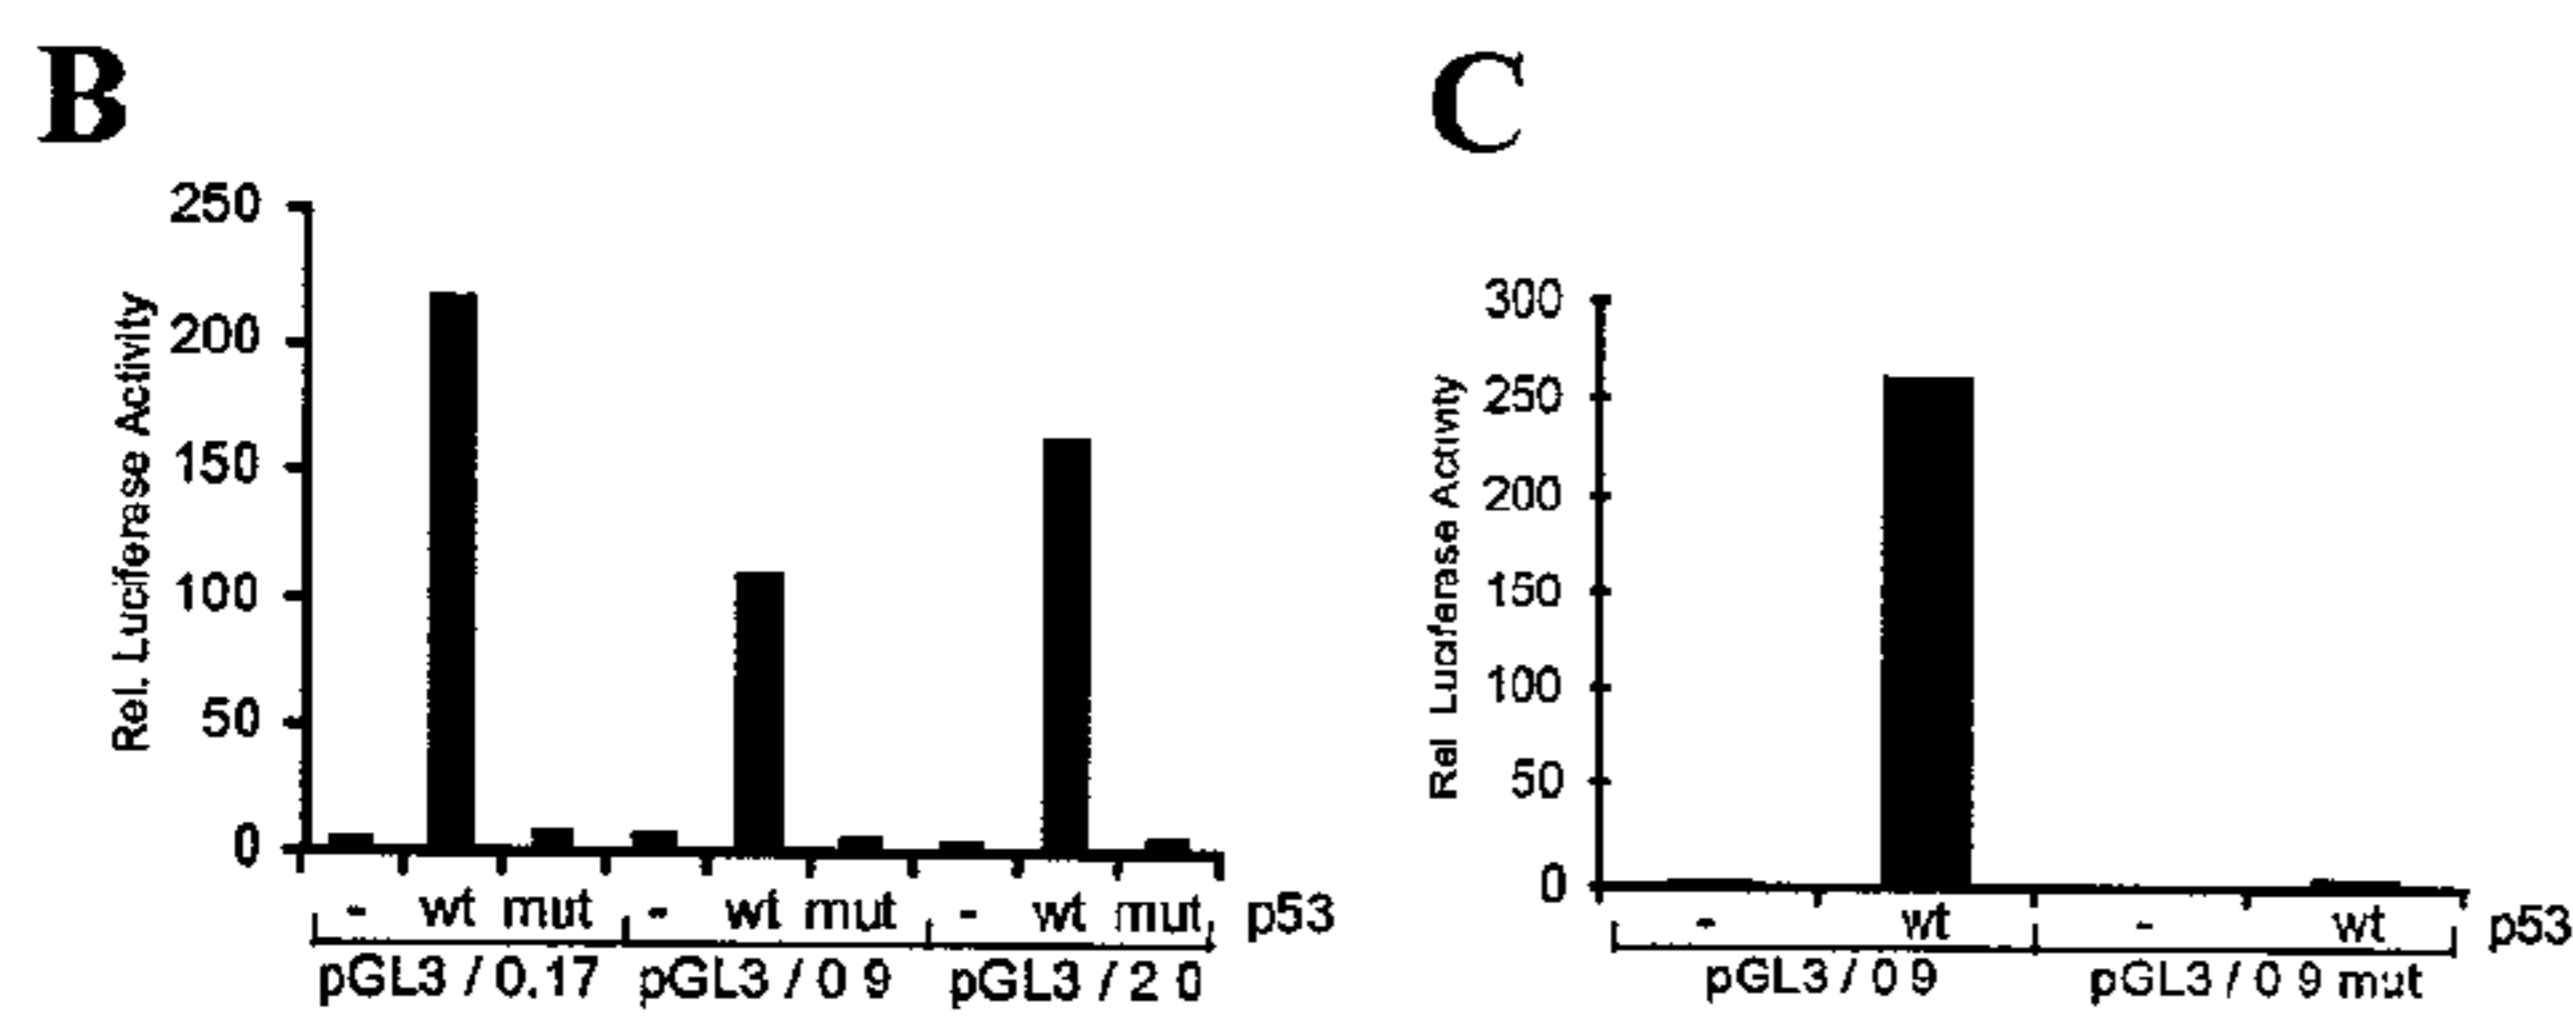 B
250
200
150
100
50
0
Rel. Luciferase Activity
- wt mut - wt mut - wt mut p53
pGL3 / 0.17 pGL3 / 0 9 pGL3 / 2 0
C
300
250
200
150
100
50
0
Rel Luciferase Activity
- wt - wt p53
pGL3 / 0 9 pGL3 / 0 9 mut